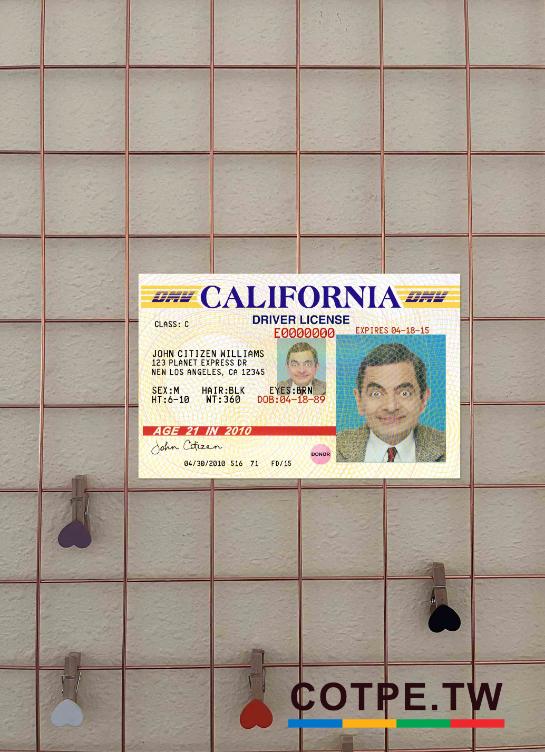 DMV CALIFORNIA DMV
DRIVER LICENSE
CLASS: C
E0000000
EXPIRES 04-18-15
JOHN CITIZEN WILLIAMS
123 PLANET EXPRESS DR
NEW LOS ANGELES, CA 12345
SEX:M HAIR:BLK EYES:BRN
HT:6-10 WT:360 DOB:04-18-89
AGE 21 IN 2010
John Citizen
DONOR
04/30/2010 516 71 FD/15
COTPE.TW